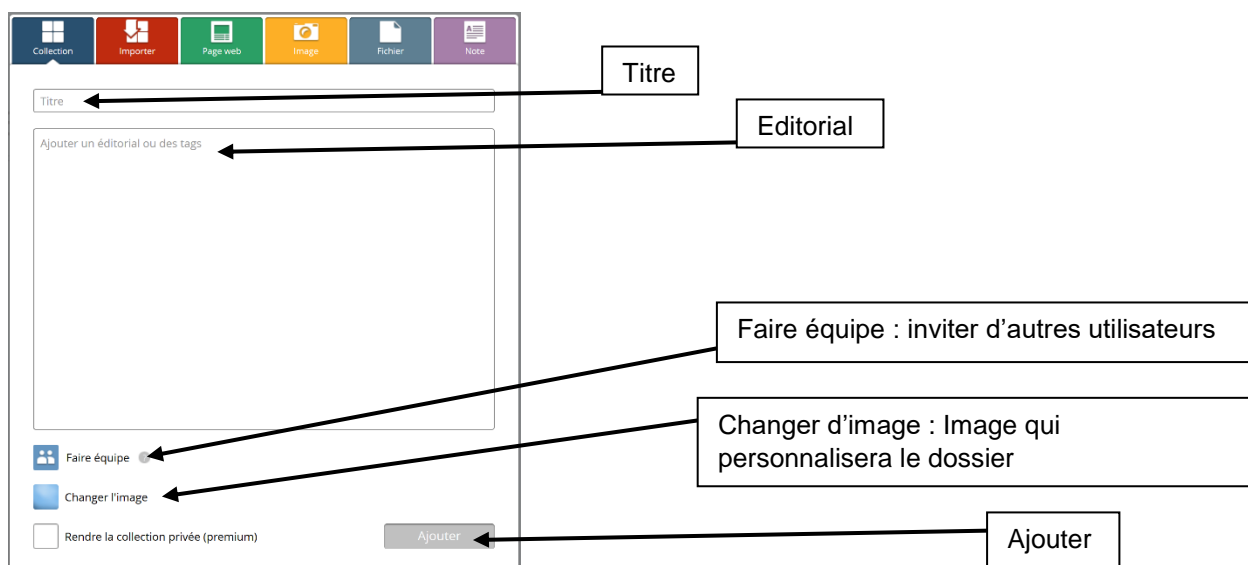 Collection
Importer
Page web
Image
Fichier
Note
Titre
Titre
Editorial
Ajouter un éditorial ou des tags
Faire équipe : inviter d’autres utilisateurs
Changer d’image : Image qui
personnalisera le dossier
Faire équipe
Changer l'image
Rendre la collection privée (premium)
Ajouter
Ajouter